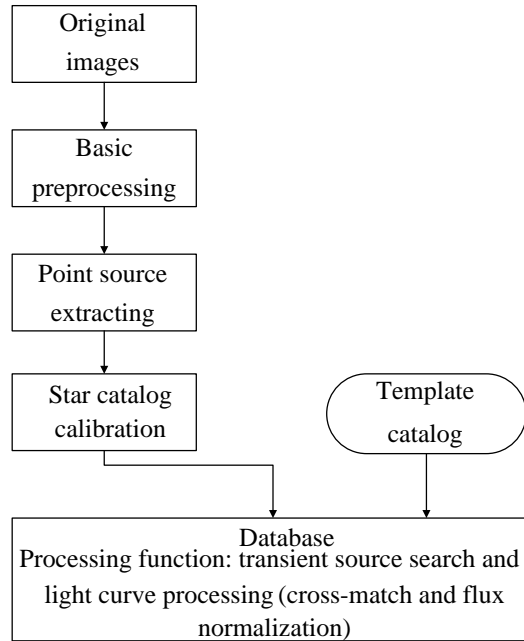 Original
images
Basic
preprocessing
Point source
extracting
Star catalog
calibration
Template
catalog
Database
Processing function: transient source search and
light curve processing (cross-match and flux
normalization)